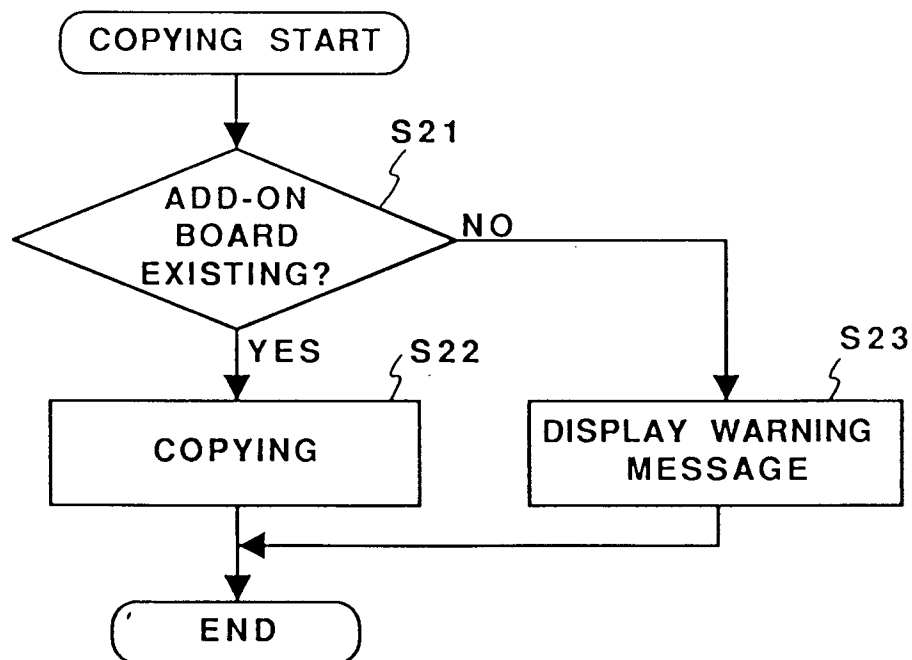 COPYING START
S21
ADD-ON
BOARD
EXISTING?
NO
YES
S22
S23
COPYING
DISPLAY WARNING
MESSAGE
END